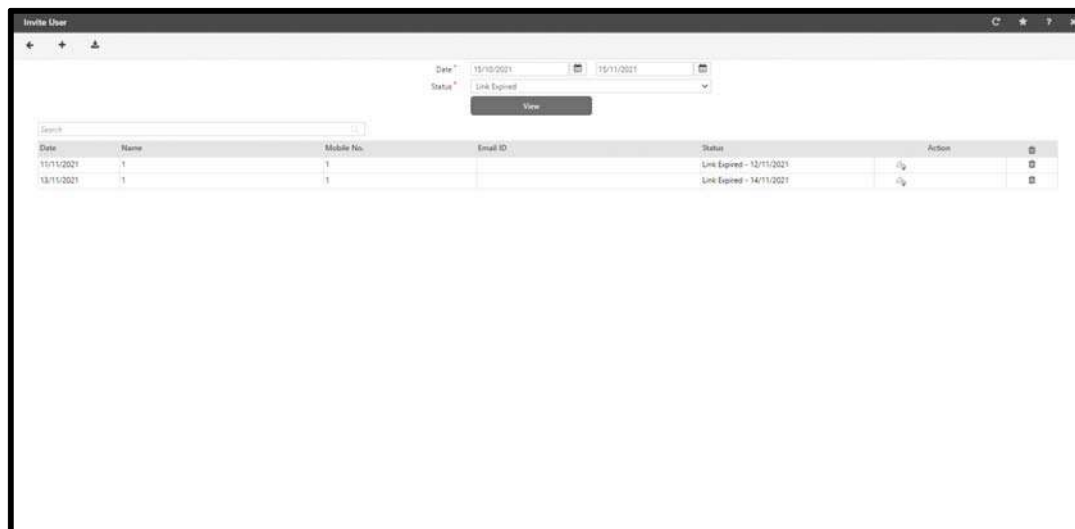 Invite User
Date * 15/10/2021 15/11/2021
Status * Link Expired
View
Search
Date Name Mobile No. Email ID Status Action
11/11/2021 1 1 Link Expired - 12/11/2021
13/11/2021 1 1 Link Expired - 14/11/2021